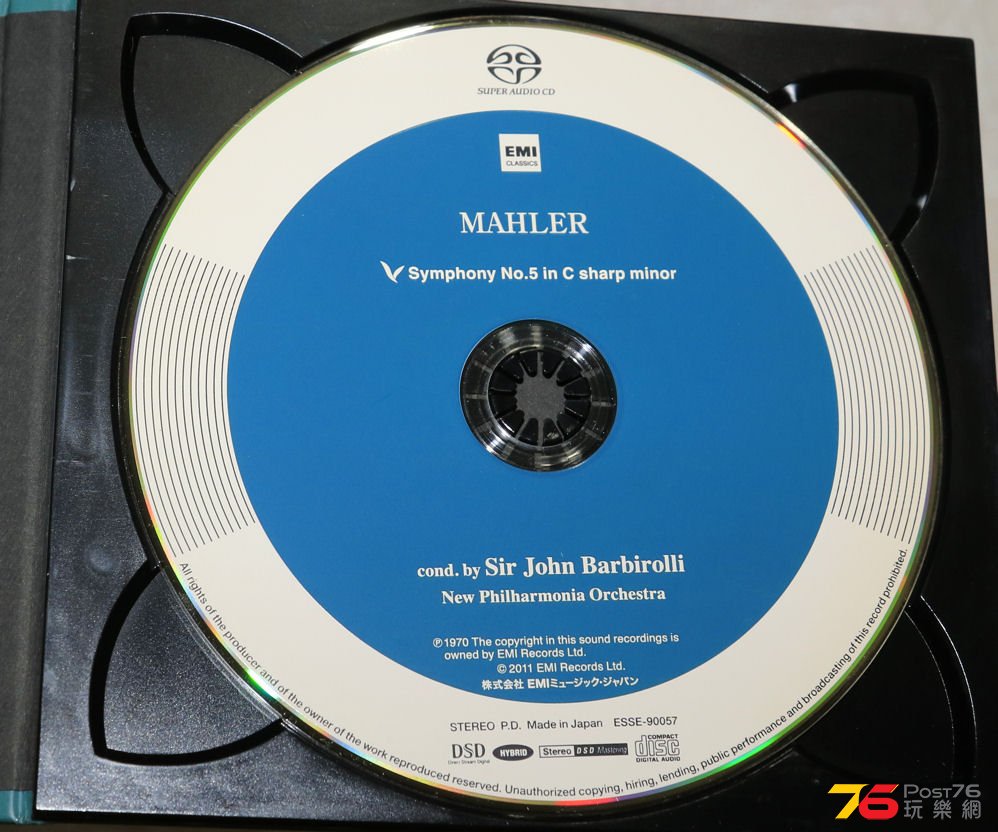 SUPER AUDIO CD
EMI
CLASSICS
MAHLER
Symphony No.5 in C sharp minor
cond. by Sir John Barbirolli
New Philharmonia Orchestra
℗1970 The copyright in this sound recordings is
owned by EMI Records Ltd.
© 2011 EMI Records Ltd.
株式会社 EMIミュージック・ジャパン
STEREO P.D. Made in Japan ESSE-90057
DSD
Direct Stream Digital
HYBRID
Stereo DSD Mastering
COMPACT
disc
DIGITAL AUDIO
All rights of the producer and of the owner of the work reproduced reserved. Unauthorized copying, hiring, lending, public performance and broadcasting of this record prohibited.
76 Post76
玩樂網